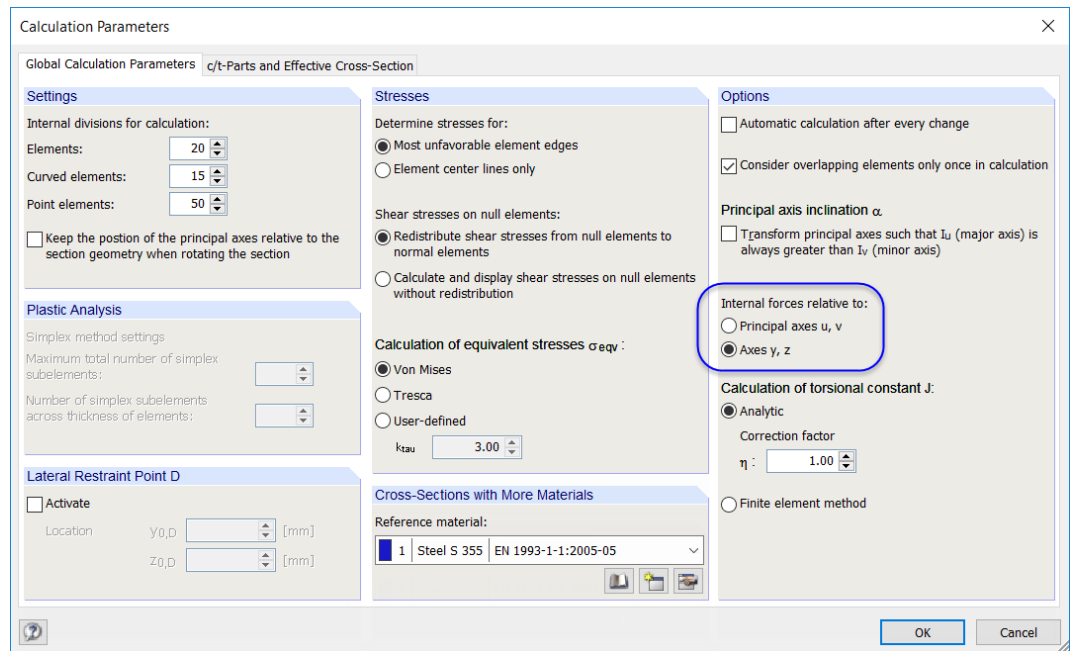 Calculation Parameters
Global Calculation Parameters
c/t-Parts and Effective Cross-Section
Settings
Internal divisions for calculation:
Elements: 20
Curved elements: 15
Point elements: 50
Keep the postion of the principal axes relative to the
section geometry when rotating the section
Plastic Analysis
Simplex method settings
Maximum total number of simplex
subelements:
Number of simplex subelements
across thickness of elements:
Lateral Restraint Point D
Activate
Location y0,D [mm]
z0,D [mm]
Stresses
Determine stresses for:
Most unfavorable element edges
Element center lines only
Shear stresses on null elements:
Redistribute shear stresses from null elements to
normal elements
Calculate and display shear stresses on null elements
without redistribution
Calculation of equivalent stresses σeqv :
Von Mises
Tresca
User-defined
ktau 3.00
Cross-Sections with More Materials
Reference material:
1 Steel S 355 EN 1993-1-1:2005-05
Options
Automatic calculation after every change
Consider overlapping elements only once in calculation
Principal axis inclination α
Transform principal axes such that Iu (major axis) is
always greater than Iv (minor axis)
Internal forces relative to:
Principal axes u, v
Axes y, z
Calculation of torsional constant J:
Analytic
Correction factor
η : 1.00
Finite element method
OK
Cancel